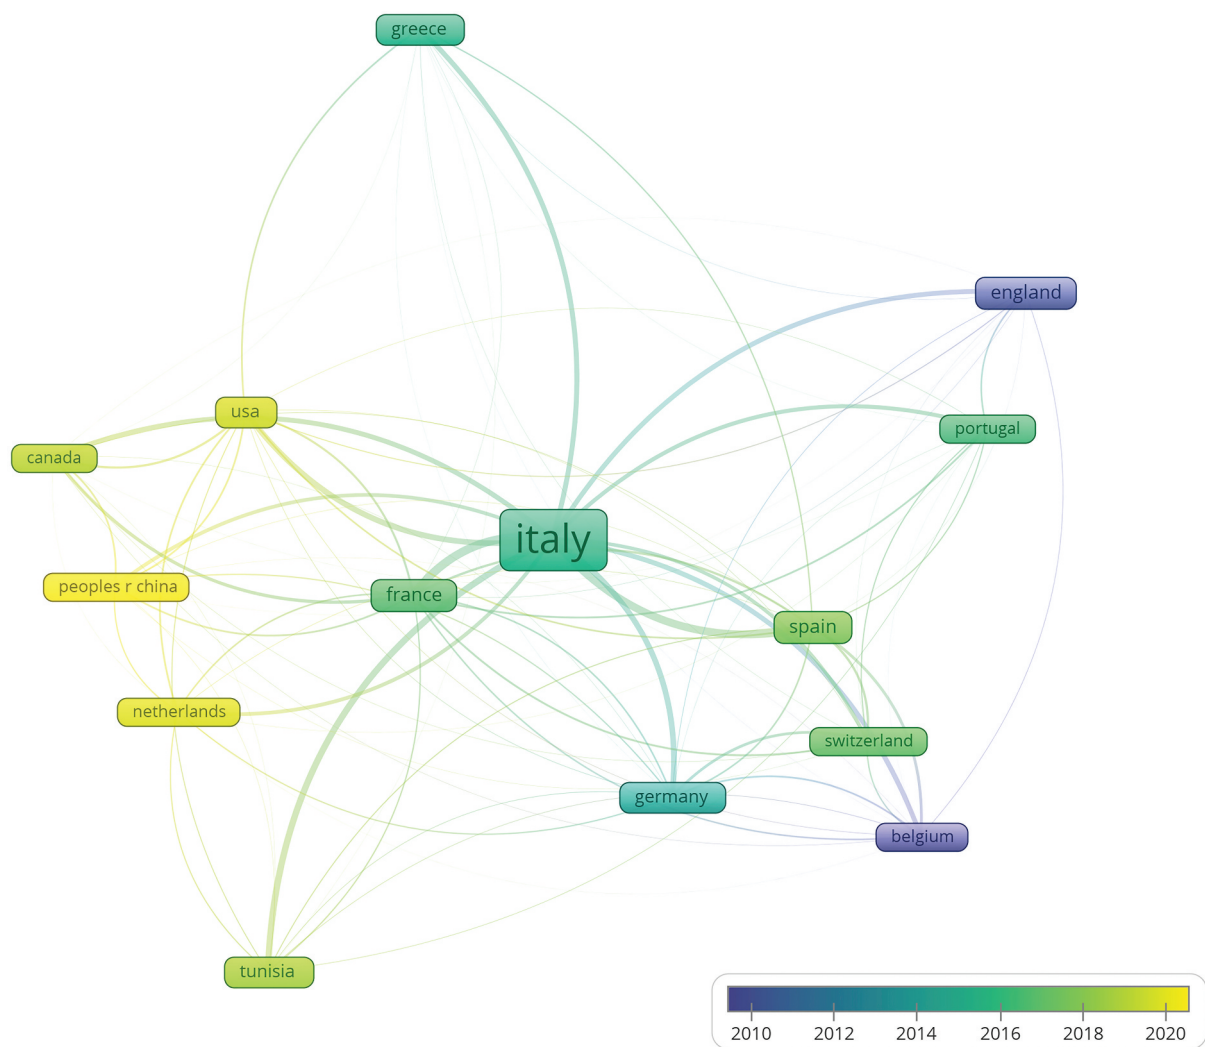 greece
england
usa
portugal
canada
italy
peoples r china
france
spain
netherlands
switzerland
germany
belgium
tunisia
2010 2012 2014 2016 2018 2020